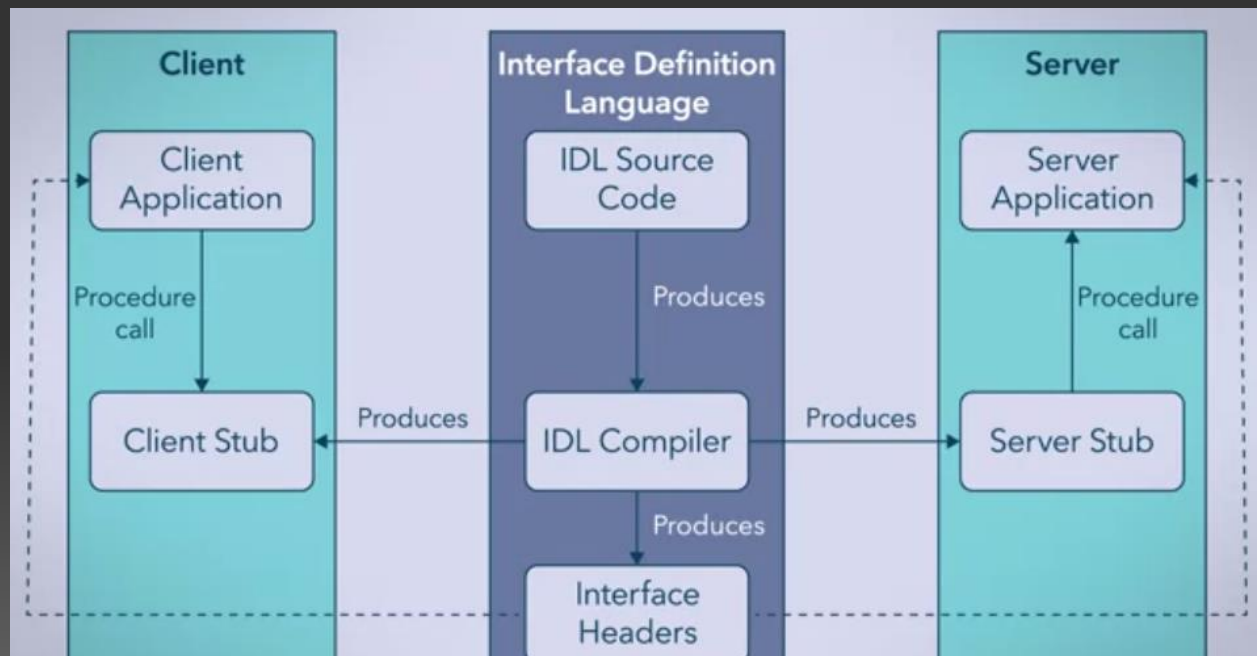 Client
Interface Definition
Language
Server
Client
Application
IDL Source
Code
Server
Application
Procedure
call
Produces
Procedure
call
Client Stub
Produces
IDL Compiler
Produces
Server Stub
Produces
Interface
Headers